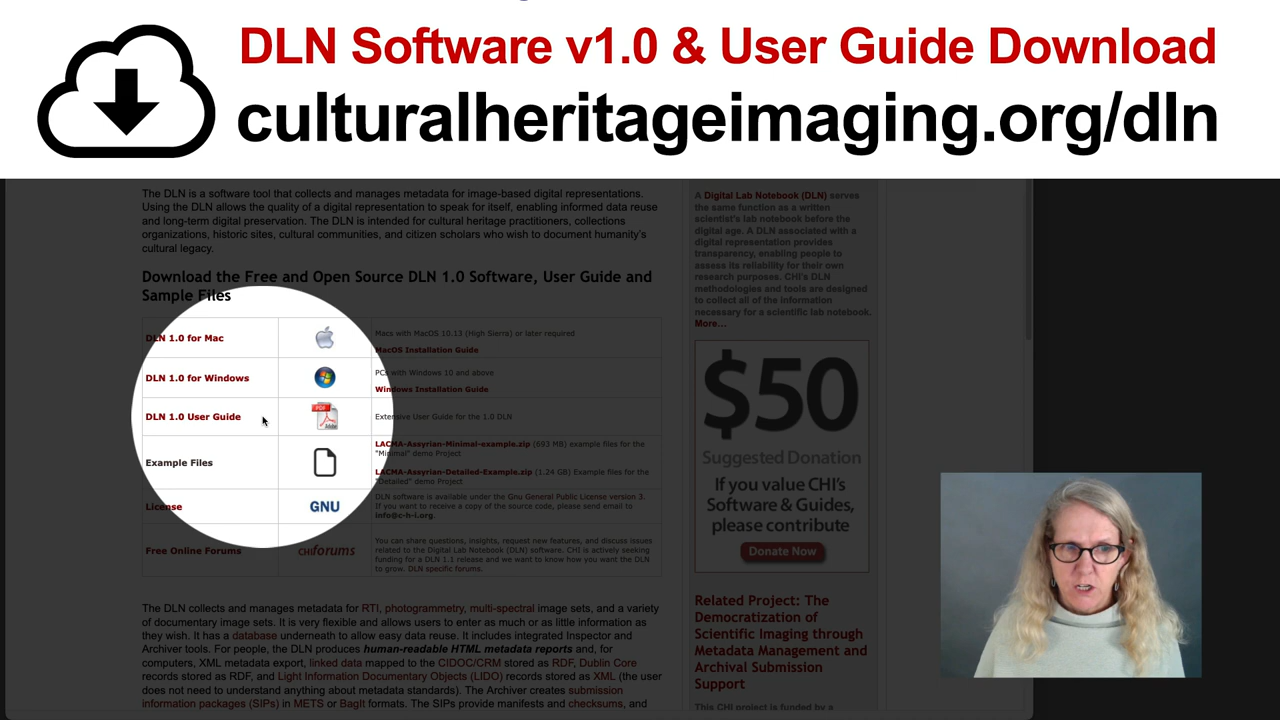 DLN Software v1.0 & User Guide Download
culturalheritageimaging.org/dln
The DLN is a software tool that collects and manages metadata for image-based digital representations.
Using the DLN allows the quality of a digital representation to speak for itself, enabling informed data reuse
and long-term digital preservation. The DLN is intended for cultural heritage practitioners, collections
organizations, historic sites, cultural communities, and citizen scholars who wish to document humanity's
cultural legacy.
Download the Free and Open Source DLN 1.0 Software, User Guide and
Sample Files
DLN 1.0 for Mac
Macs with MacOS 10.13 (High Sierra) or later required
MacOS Installation Guide
DLN 1.0 for Windows
PCs with Windows 10 and above
Windows Installation Guide
DLN 1.0 User Guide
PDF
Adobe
Extensive User Guide for the 1.0 DLN
Example Files
LACMA-Assyrian-Minimal-example.zip (693 MB) example files for the
"Minimal" demo Project
LACMA-Assyrian-Detailed-Example.zip (1.24 GB) Example files for the
"Detailed" demo Project
License
GNU
DLN software is available under the Gnu General Public License version 3.
If you want to receive a copy of the source code, please send email to
info@c-h-i.org.
Free Online Forums
CHIforums
You can share questions, insights, request new features, and discuss issues
related to the Digital Lab Notebook (DLN) software. CHI is actively seeking
funding for a DLN 1.1 release and we want to know how you want the DLN
to grow. DLN specific forums.
The DLN collects and manages metadata for RTI, photogrammetry, multi-spectral image sets, and a variety
of documentary image sets. It is very flexible and allows users to enter as much or as little information as
they wish. It has a database underneath to allow easy data reuse. It includes integrated Inspector and
Archiver tools. For people, the DLN produces human-readable HTML metadata reports and, for
computers, XML metadata export, linked data mapped to the CIDOC/CRM stored as RDF, Dublin Core
records stored as RDF, and Light Information Documentary Objects (LIDO) records stored as XML (the user
does not need to understand anything about metadata standards). The Archiver creates submission
information packages (SIPs) in METS or BagIt formats. The SIPs provide manifests and checksums, and
A Digital Lab Notebook (DLN) serves
the same function as a written
scientist's lab notebook before the
digital age. A DLN associated with a
digital representation provides
transparency, enabling people to
assess its reliability for their own
research purposes. CHI's DLN
methodologies and tools are designed
to collect all of the information
necessary for a scientific lab notebook.
More...
$50
Suggested Donation
If you value CHI's
Software & Guides,
please contribute
Donate Now
Related Project: The
Democratization of
Scientific Imaging through
Metadata Management and
Archival Submission
Support
This CHI project is funded by a